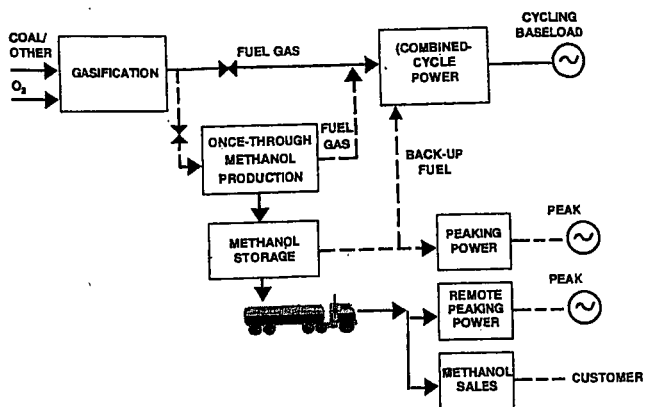 COAL/
OTHER
O₂
GASIFICATION
FUEL GAS
(COMBINED-
CYCLE
POWER
CYCLING
BASELOAD
ONCE-THROUGH
METHANOL
PRODUCTION
FUEL
GAS
BACK-UP
FUEL
METHANOL
STORAGE
PEAKING
POWER
PEAK
REMOTE
PEAKING
POWER
PEAK
METHANOL
SALES
CUSTOMER